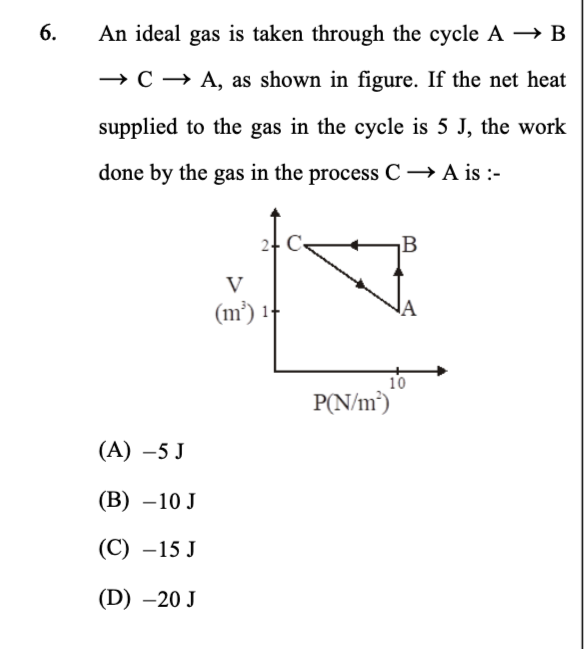 6. An ideal gas is taken through the cycle A → B
→ C → A, as shown in figure. If the net heat
supplied to the gas in the cycle is 5 J, the work
done by the gas in the process C → A is :-
2 C B
V
(m³) 1 A
10
P(N/m²)
(A) –5 J
(B) –10 J
(C) –15 J
(D) –20 J